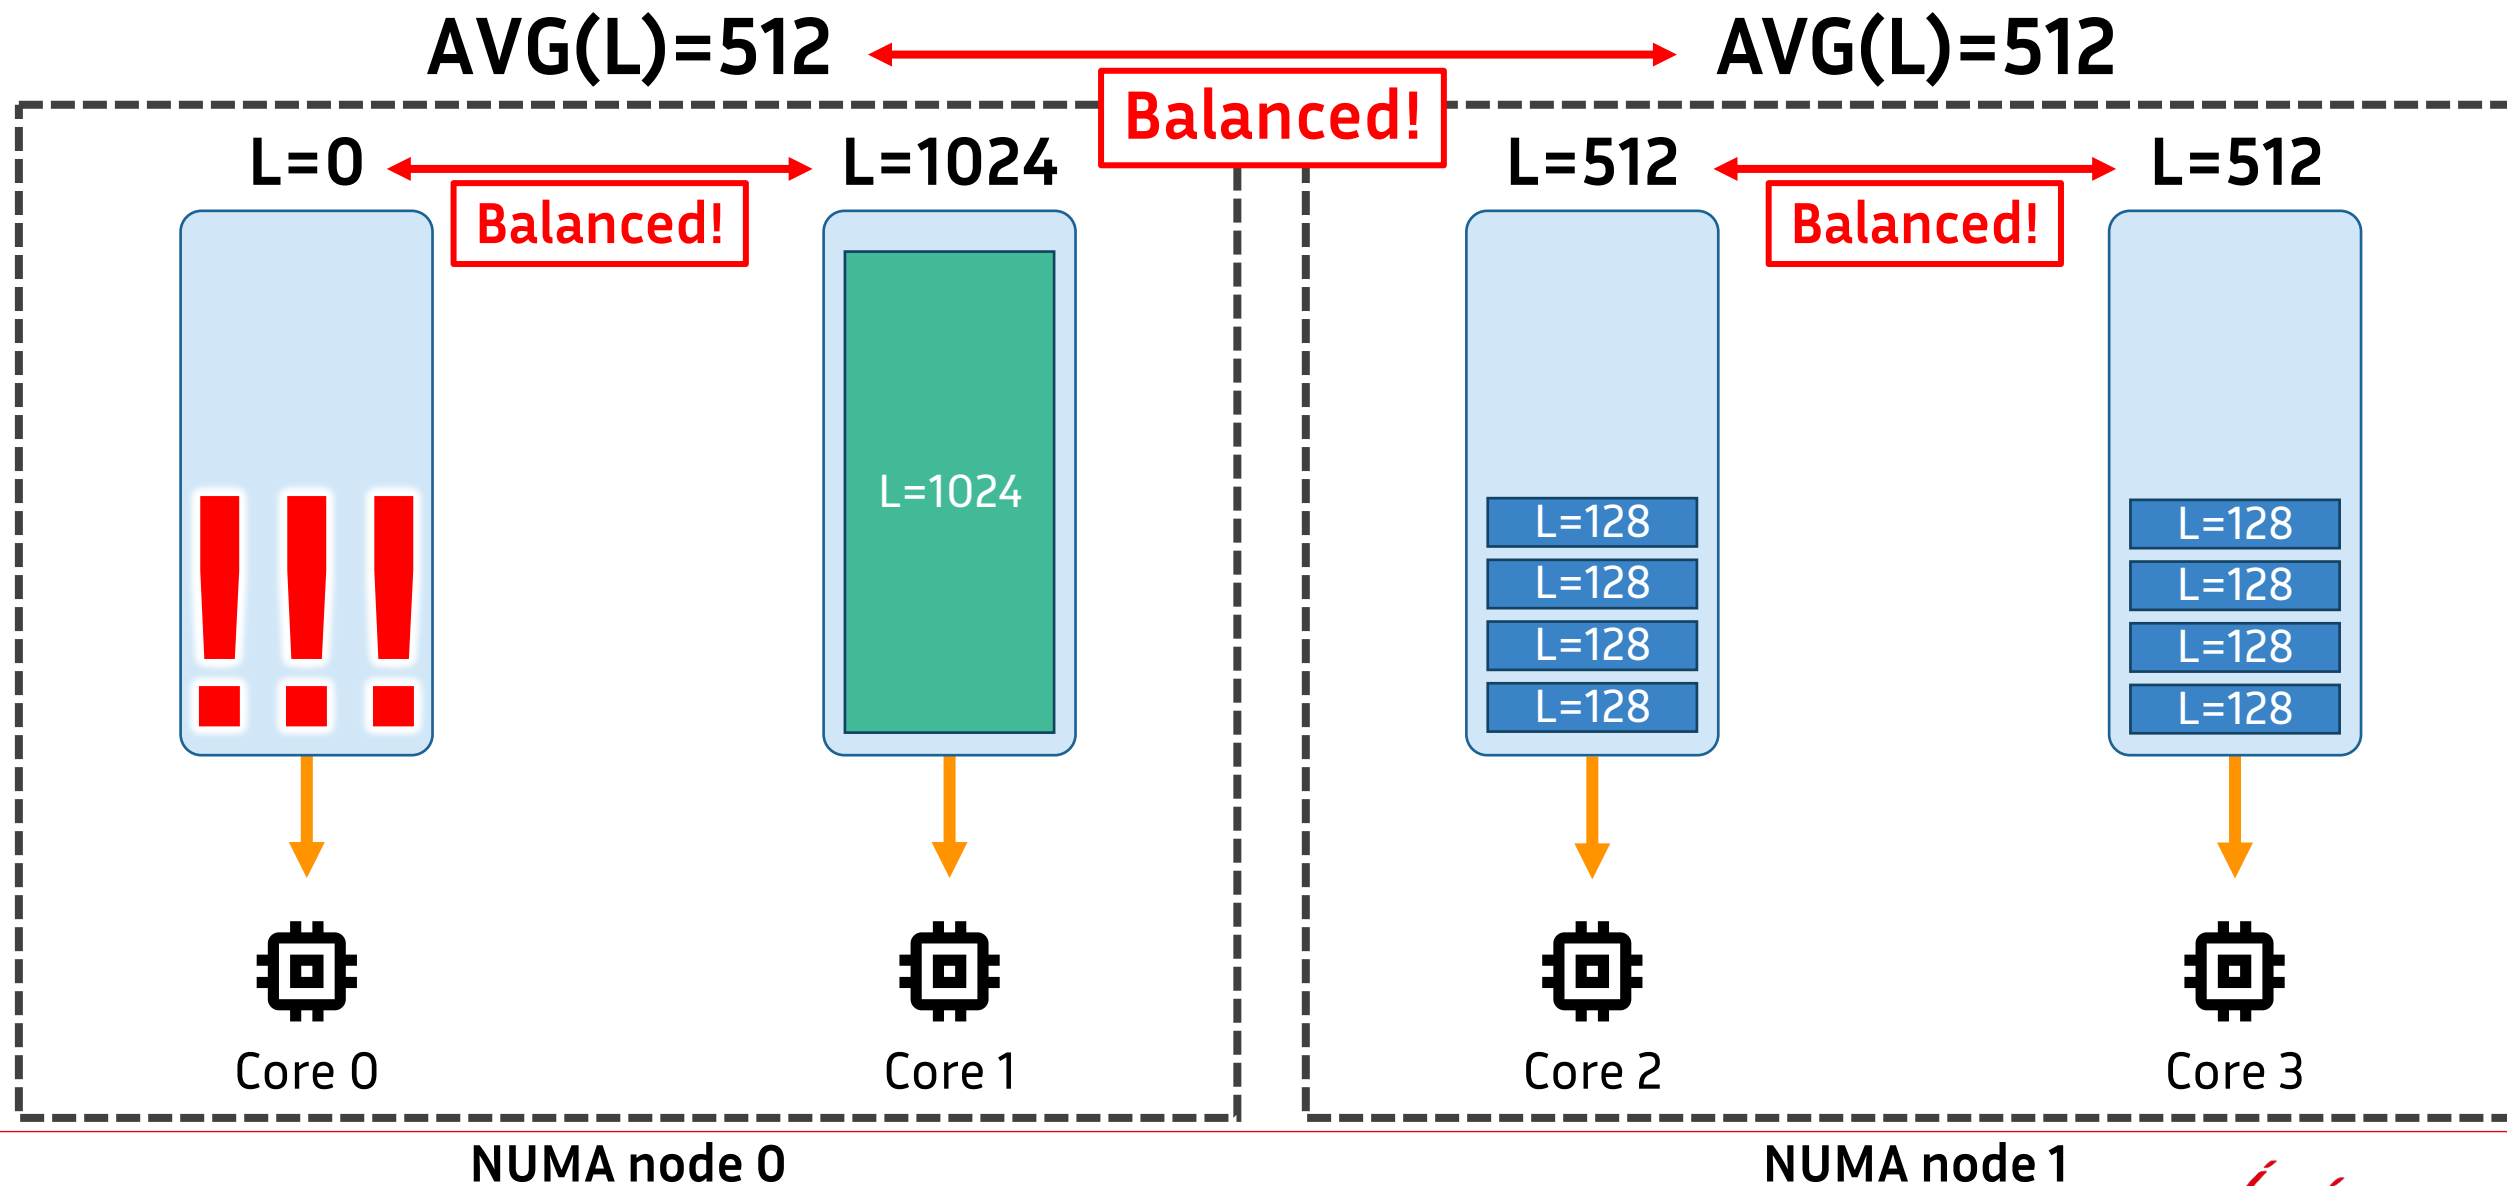 AVG(L)=512 AVG(L)=512
Balanced!
L=0 L=1024 L=512 L=512
Balanced! Balanced!
!!!
L=1024
L=128 L=128
L=128 L=128
L=128 L=128
L=128 L=128
Core 0 Core 1 Core 2 Core 3
NUMA node 0 NUMA node 1